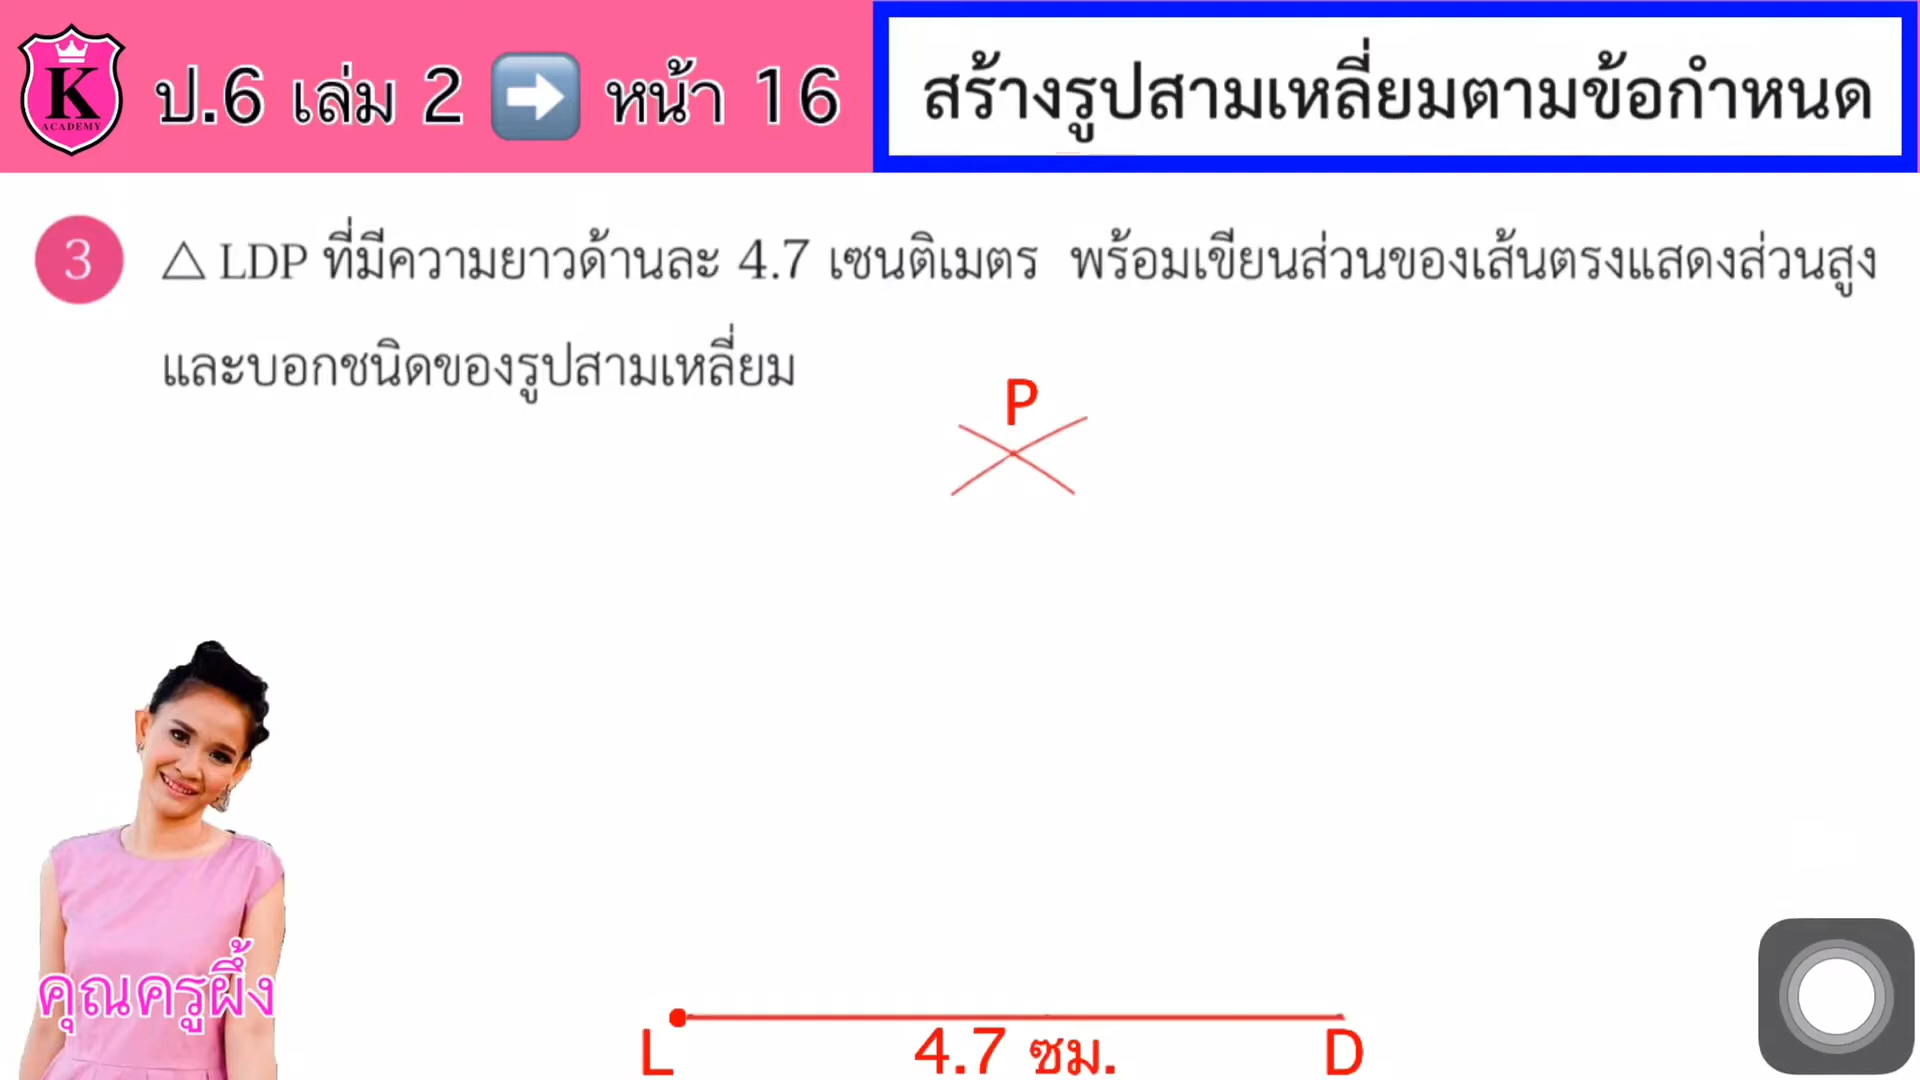 K
ACADEMY
ป.6 เล่ม 2 ➡ หน้า 16
สร้างรูปสามเหลี่ยมตามข้อกำหนด
3 △ LDP ที่มีความยาวด้านละ 4.7 เซนติเมตร พร้อมเขียนส่วนของเส้นตรงแสดงส่วนสูง
และบอกชนิดของรูปสามเหลี่ยม
P
คุณครูผึ้ง
L 4.7 ซม. D